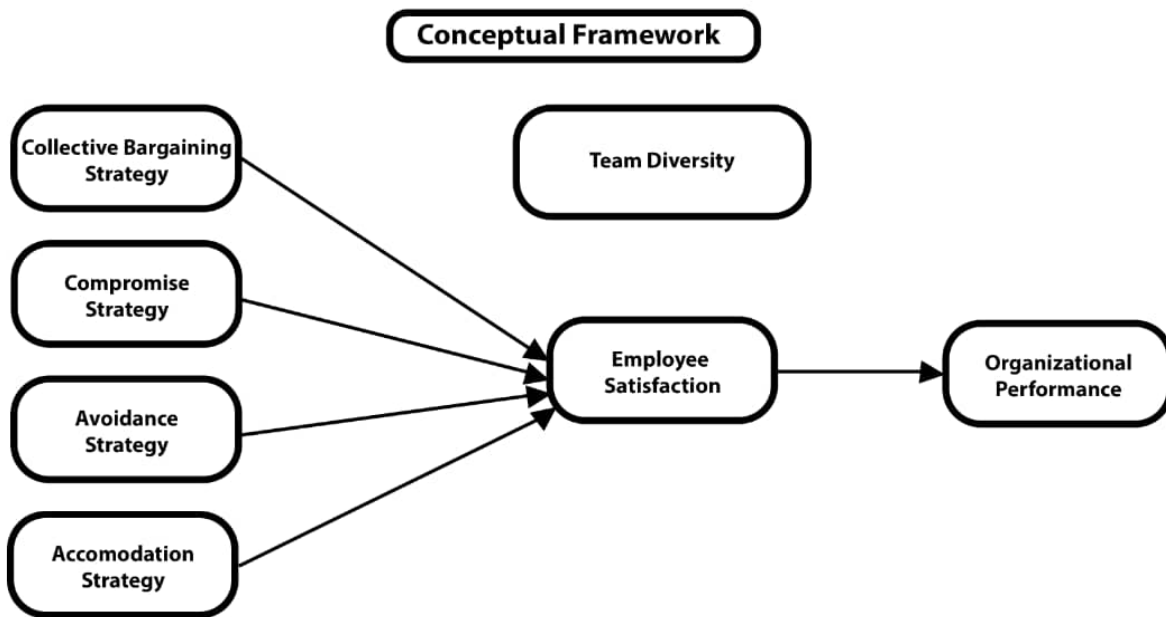 Conceptual Framework
Collective Bargaining
Strategy
Team Diversity
Compromise
Strategy
Employee
Satisfaction
Organizational
Performance
Avoidance
Strategy
Accomodation
Strategy